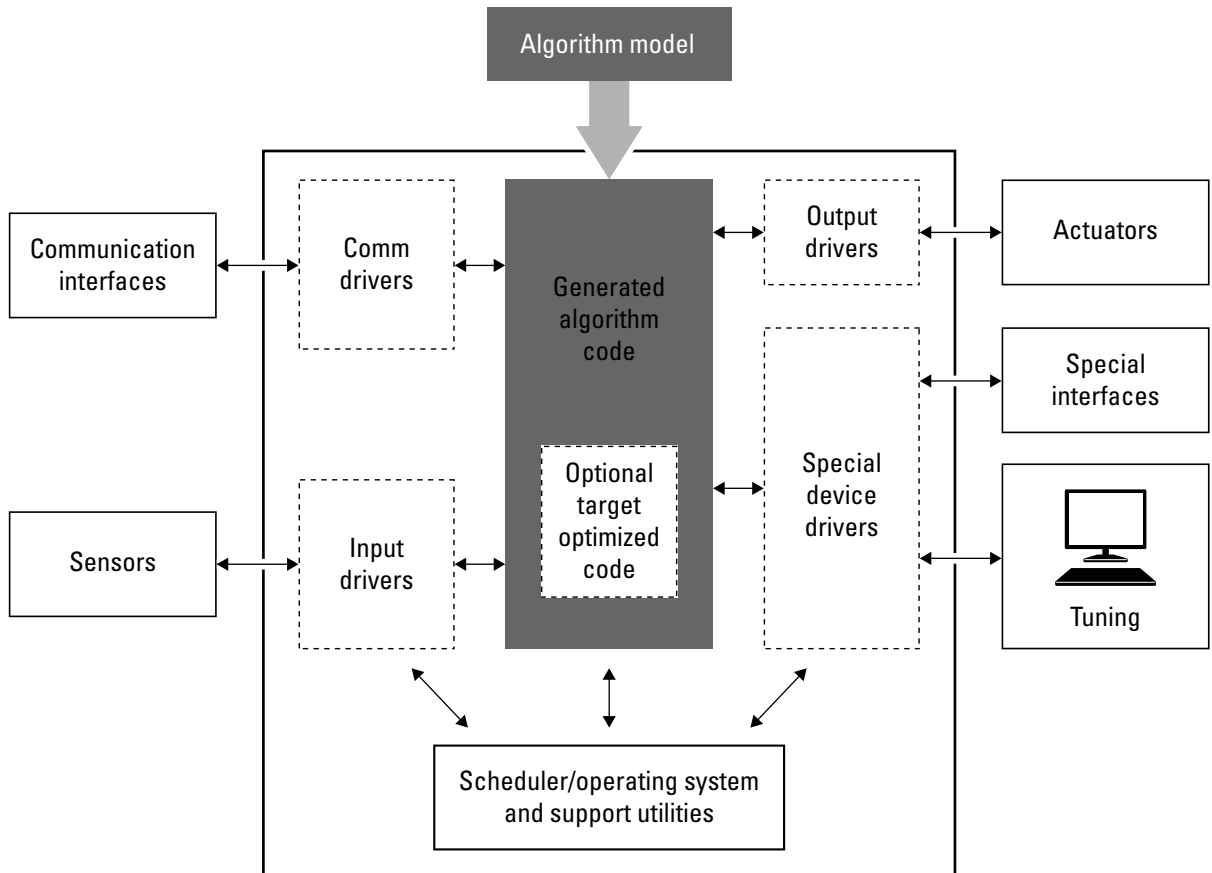 Algorithm model
Communication
interfaces
Comm
drivers
Generated
algorithm
code
Output
drivers
Actuators
Special
interfaces
Sensors
Input
drivers
Optional
target
optimized
code
Special
device
drivers
Tuning
Scheduler/operating system
and support utilities